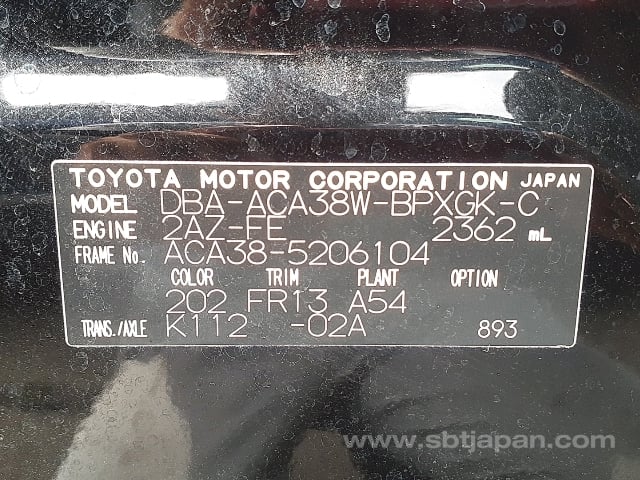 TOYOTA MOTOR CORPORATION JAPAN
MODEL DBA-ACA38W-BPXGK-C
ENGINE 2AZ-FE 2362 mL
FRAME No. ACA38-5206104
COLOR TRIM PLANT OPTION
202 FR13 A54
TRANS./AXLE K112 -02A 893
www.sbtjapan.com